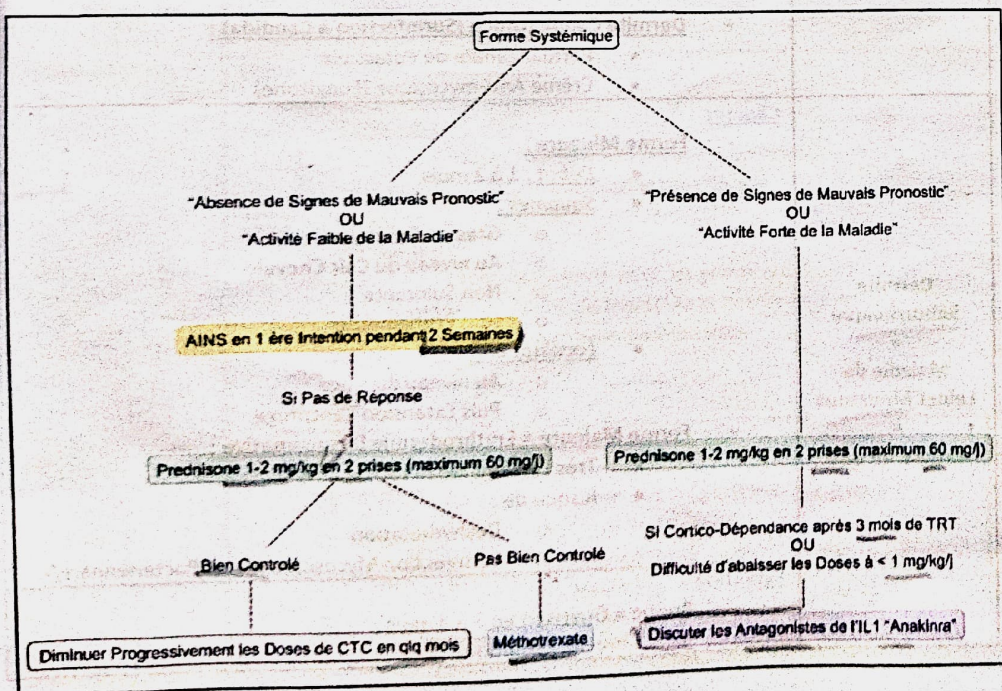 Forme Systémique
"Absence de Signes de Mauvais Pronostic"
OU
"Activité Faible de la Maladie"
"Présence de Signes de Mauvais Pronostic"
OU
"Activité Forte de la Maladie"
AINS en 1 ère Intention pendant 2 Semaines
Si Pas de Réponse
Prednisone 1-2 mg/kg en 2 prises (maximum 60 mg/j)
Prednisone 1-2 mg/kg en 2 prises (maximum 60 mg/j)
Bien Controlé
Pas Bien Controlé
Si Cortico-Dépendance après 3 mois de TRT
OU
Difficulté d'abaisser les Doses à < 1 mg/kg/j
Diminuer Progressivement les Doses de CTC en qlq mois
Méthotrexate
Discuter les Antagonistes de l'IL1 "Anakinra"